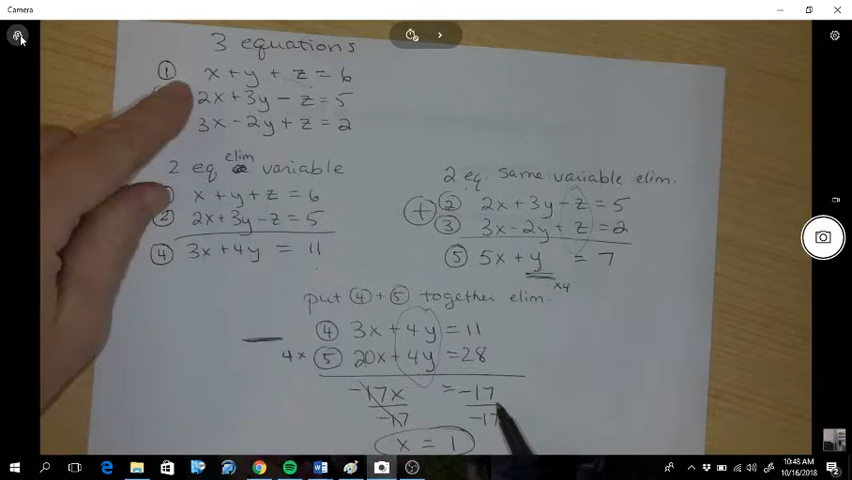 Camera
3 equations
① x + y + z = 6
2x + 3y - z = 5
3x - 2y + z = 2
2 eq elim variable
x + y + z = 6
② 2x + 3y - z = 5
④ 3x + 4y = 11
2 eq. same variable elim.
+ ② 2x + 3y - z = 5
③ 3x - 2y + z = 2
⑤ 5x + y = 7
x4
put ④ + ⑤ together elim.
④ 3x + 4y = 11
— 4x ⑤ 20x + 4y = 28
-17x = -17
-17 -17
x = 1
10:48 AM
10/16/2018
2